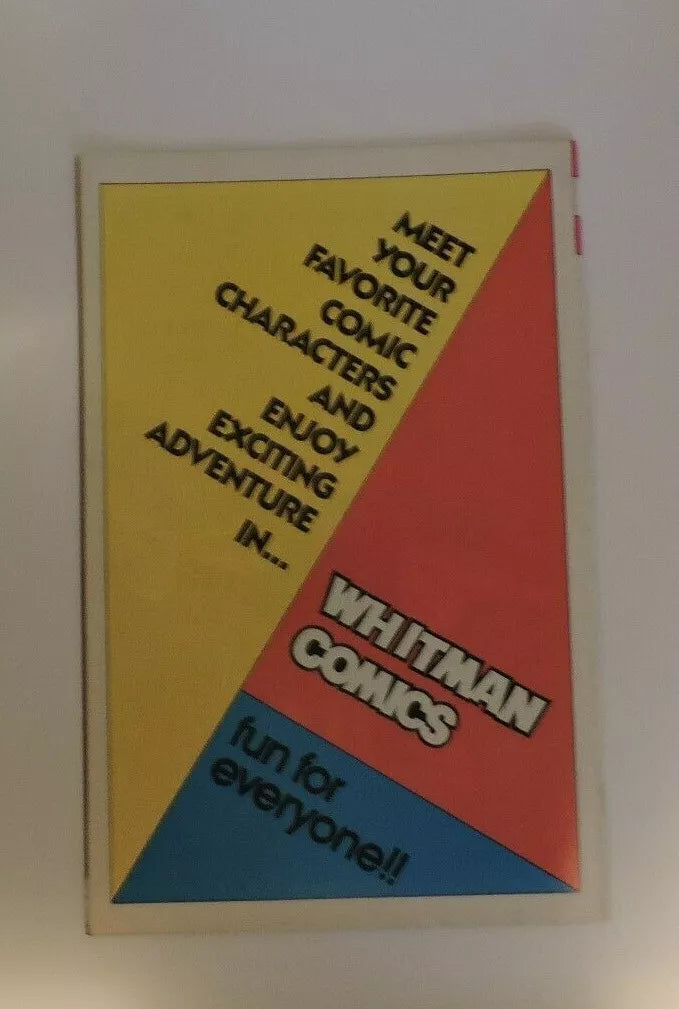 MEET
YOUR
FAVORITE
COMIC
CHARACTERS
AND
ENJOY
EXCITING
ADVENTURE
IN...
WHITMAN
COMICS
fun for
everyone!!